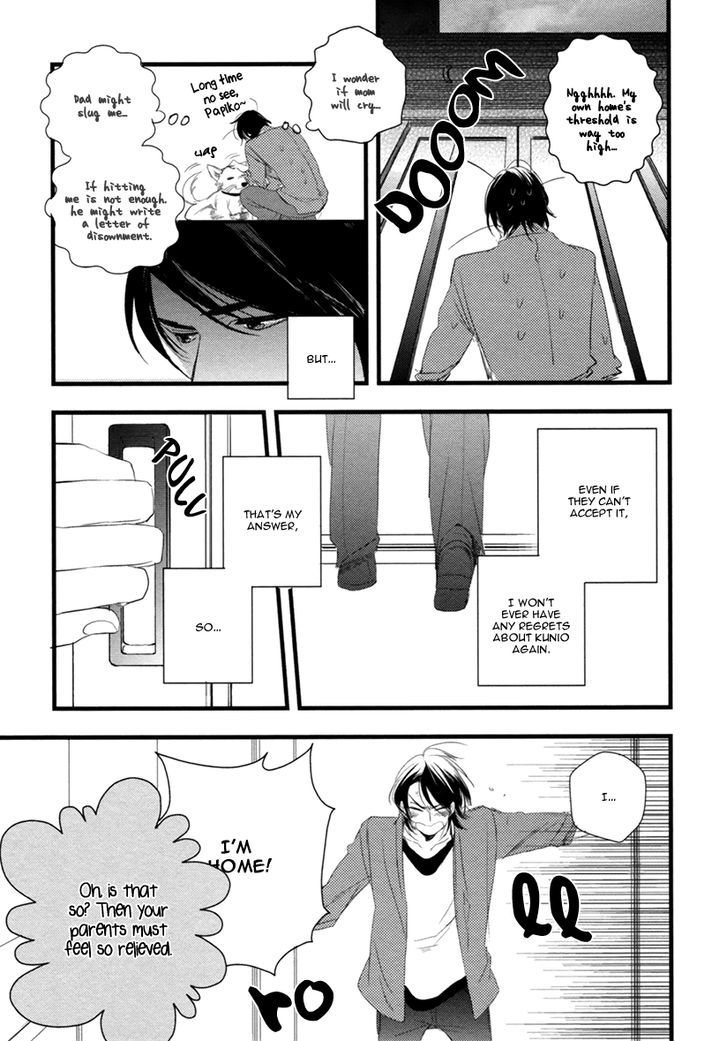 Ngghhhh. My
own home's
threshold is
way too
high...
DOOOOM
I wonder
if mom
will cry...
Long time
no see,
Papiko~
Dad might
slug me...
If hitting
me is not enough,
he might write
a letter of
disownment.
BUT...
EVEN IF
THEY CAN'T
ACCEPT IT,
I WON'T
EVER HAVE
ANY REGRETS
ABOUT KUNIO
AGAIN.
THAT'S MY
ANSWER,
PULL
SO...
I...
I'M
HOME!
Oh, is that
so? Then your
parents must
feel so relieved.
ro
ll